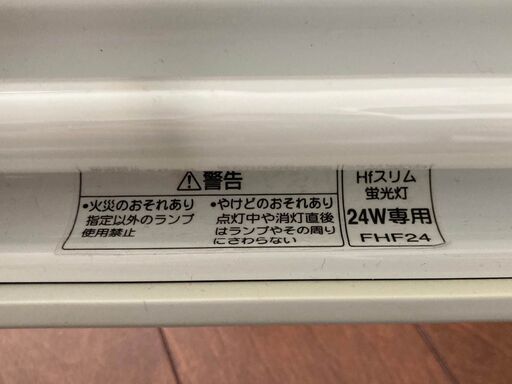 ⚠警告
•火災のおそれあり
指定以外のランプ
使用禁止
•やけどのおそれあり
点灯中や消灯直後
はランプやその周り
にさわらない
Hfスリム
蛍光灯
24W専用
FHF24